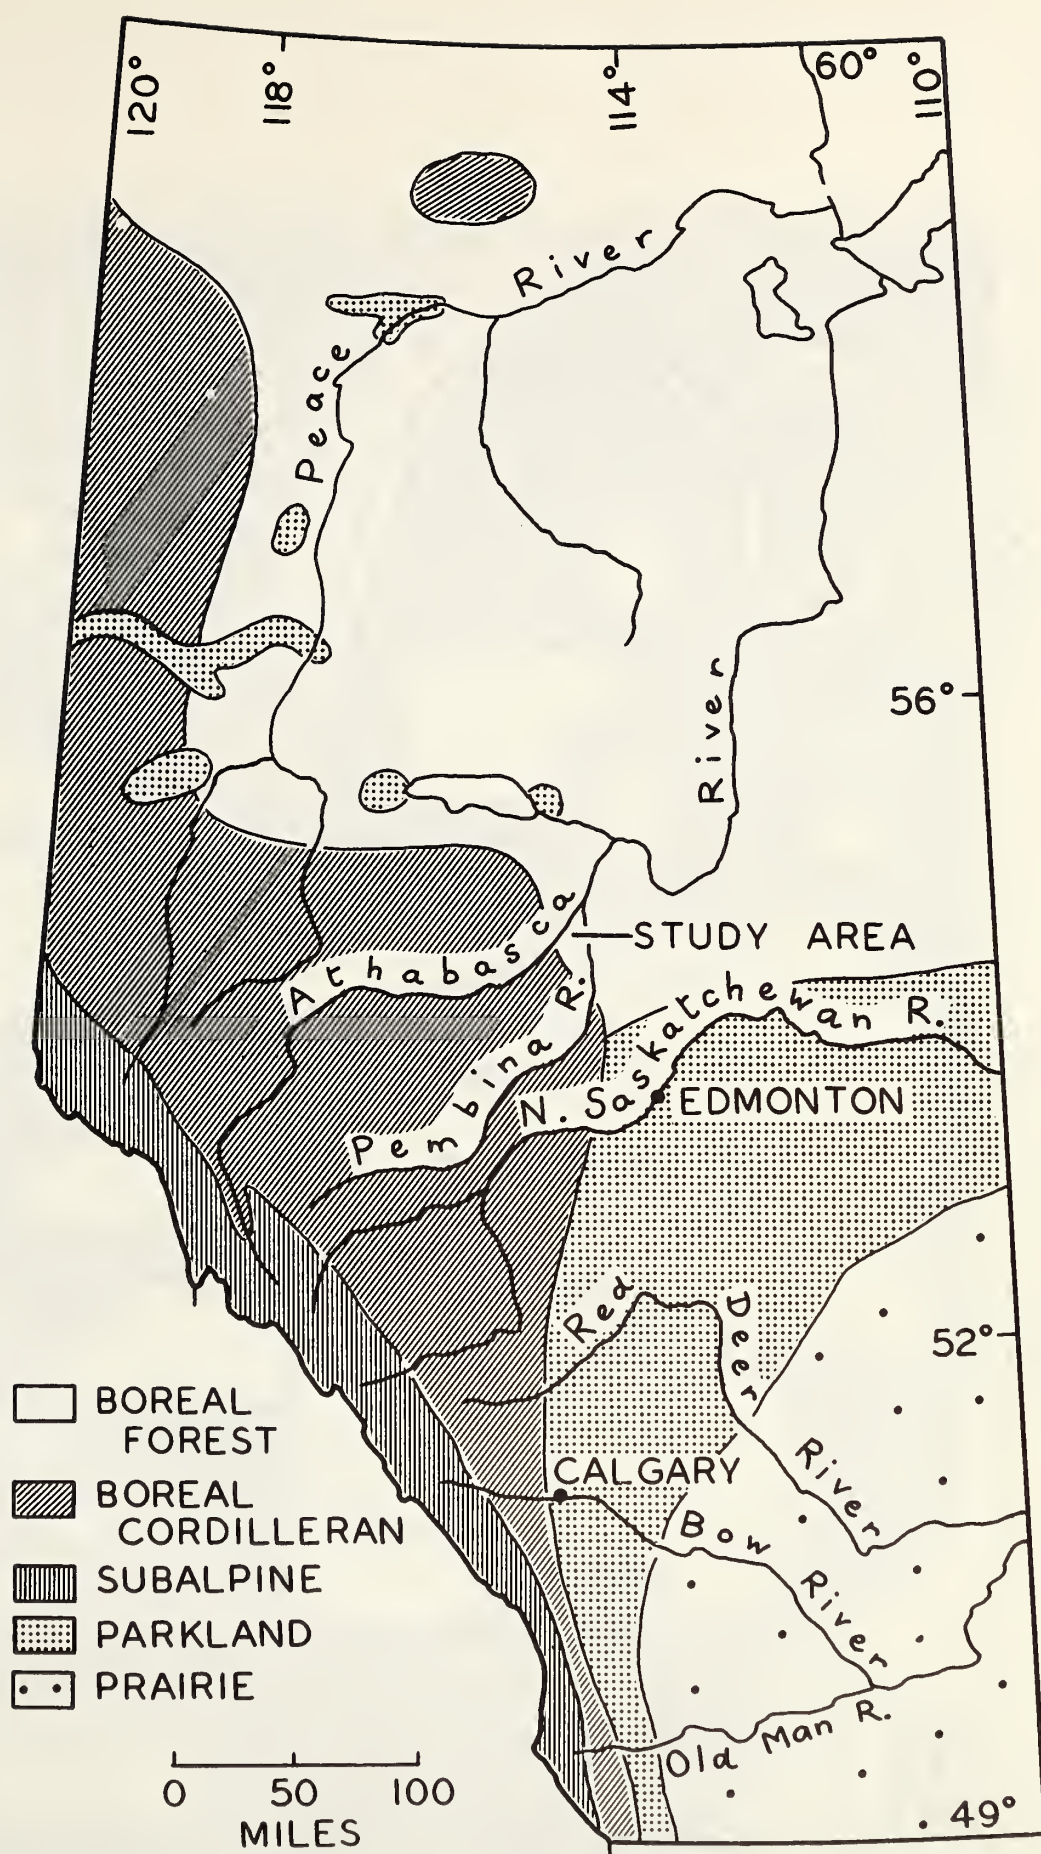 120°
118°
114°
60°
110°
River
Peace
River
56°
Athabasca
STUDY AREA
Pembina R.
N. Saskatchewan R.
EDMONTON
Red Deer River
52°
CALGARY
Bow River
Old Man R.
49°
BOREAL
FOREST
BOREAL
CORDILLERAN
SUBALPINE
PARKLAND
PRAIRIE
0 50 100
MILES